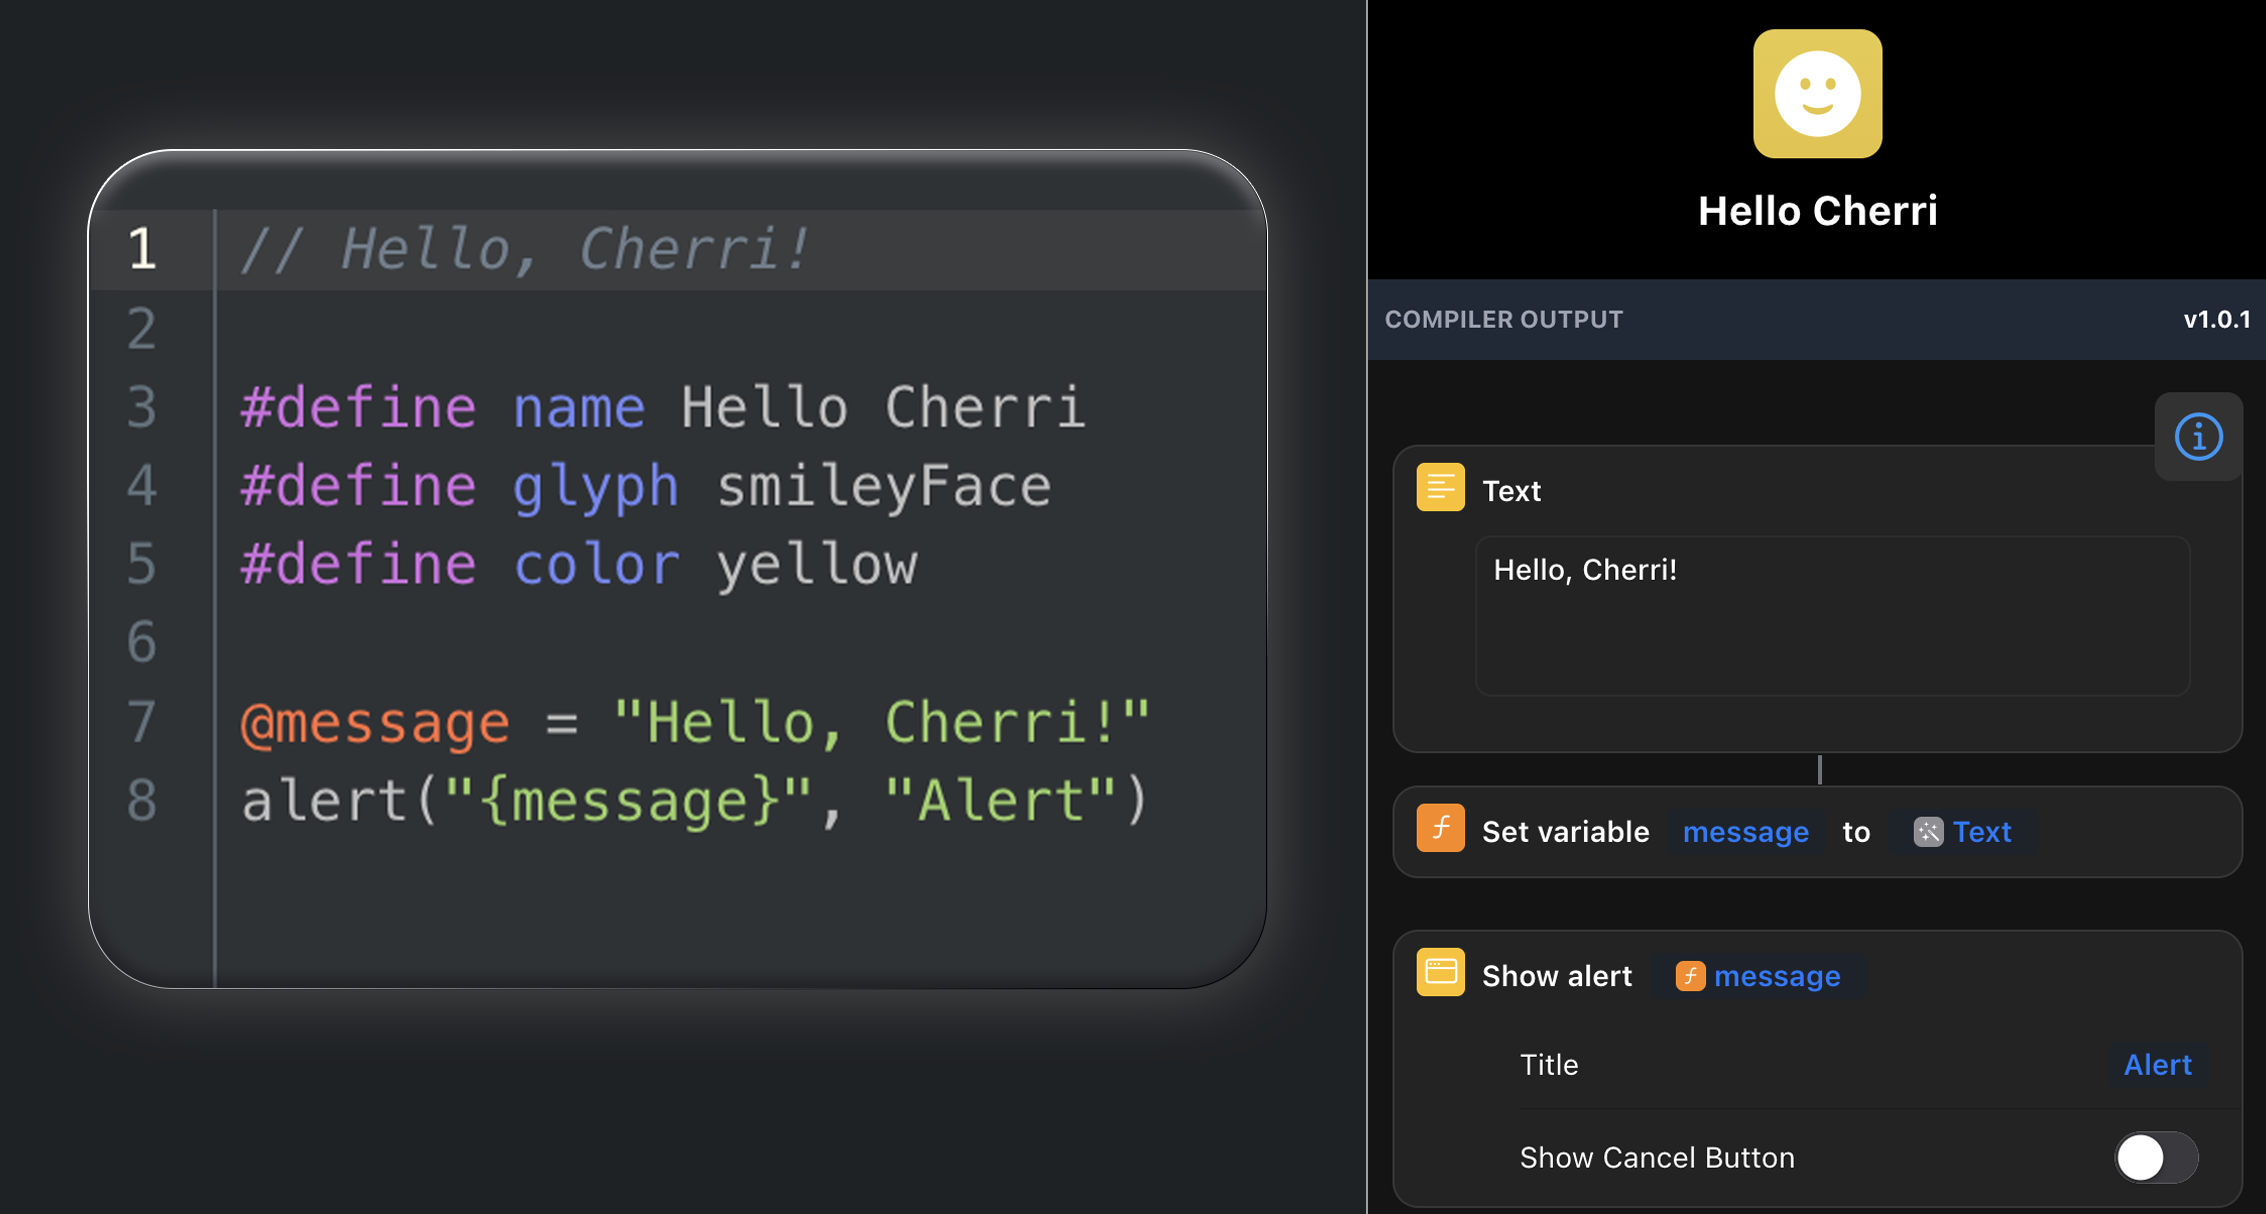 1 // Hello, Cherri!
2
3 #define name Hello Cherri
4 #define glyph smileyFace
5 #define color yellow
6
7 @message = "Hello, Cherri!"
8 alert("{message}", "Alert")
Hello Cherri
COMPILER OUTPUT v1.0.1
Text
Hello, Cherri!
Set variable message to Text
Show alert message
Title Alert
Show Cancel Button